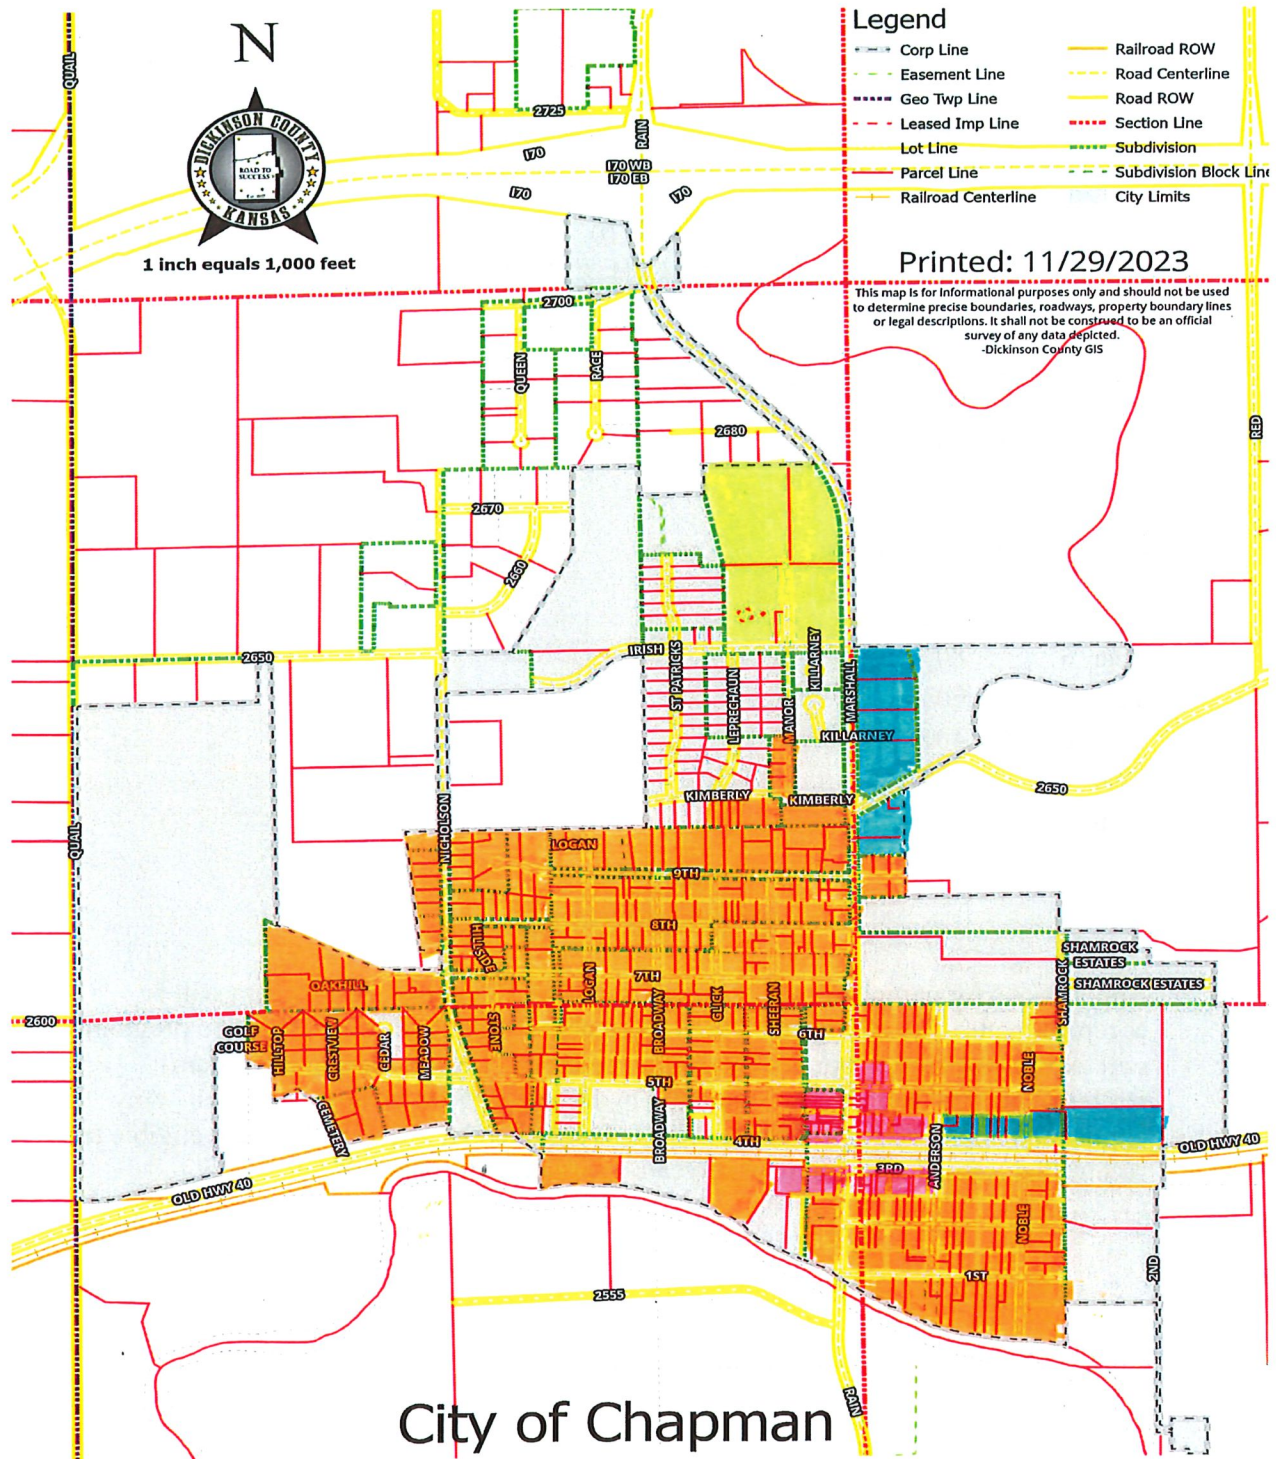 N
DICKINSON COUNTY
ROAD TO
SUCCESS
KANSAS
1 inch equals 1,000 feet
Legend
Corp Line
Easement Line
Geo Twp Line
Leased Imp Line
Lot Line
Parcel Line
Railroad Centerline
Railroad ROW
Road Centerline
Road ROW
Section Line
Subdivision
Subdivision Block Line
City Limits
Printed: 11/29/2023
This map is for informational purposes only and should not be used
to determine precise boundaries, roadways, property boundary lines
or legal descriptions. It shall not be construed to be an official
survey of any data depicted.
-Dickinson County GIS
QUAIL
2725
RAIN
I70
I70 WB
I70 EB
I70
I70
2700
QUEEN
RACE
2680
RED
2670
2660
2650
IRISH
ST PATRICKS
LEPRECHAUN
KILLARNEY
MANOR
MARSHALL
KILLARNEY
KIMBERLY
KIMBERLY
2650
QUAIL
NICHOLSON
LOGAN
9TH
8TH
HILLSIDE
SHAMROCK
ESTATES
SHAMROCK ESTATES
SHAMROCK
7TH
LOGAN
BROADWAY
GLICK
SHEERAN
OAKHILL
2600
GOLF
COURSE
HILLTOP
CRESTVIEW
CEDAR
MEADOW
STONE
6TH
NOBLE
5TH
BROADWAY
CEMETERY
4TH
ANDERSON
OLD HWY 40
3RD
OLD HWY 40
NOBLE
1ST
2ND
2555
RAIN
City of Chapman